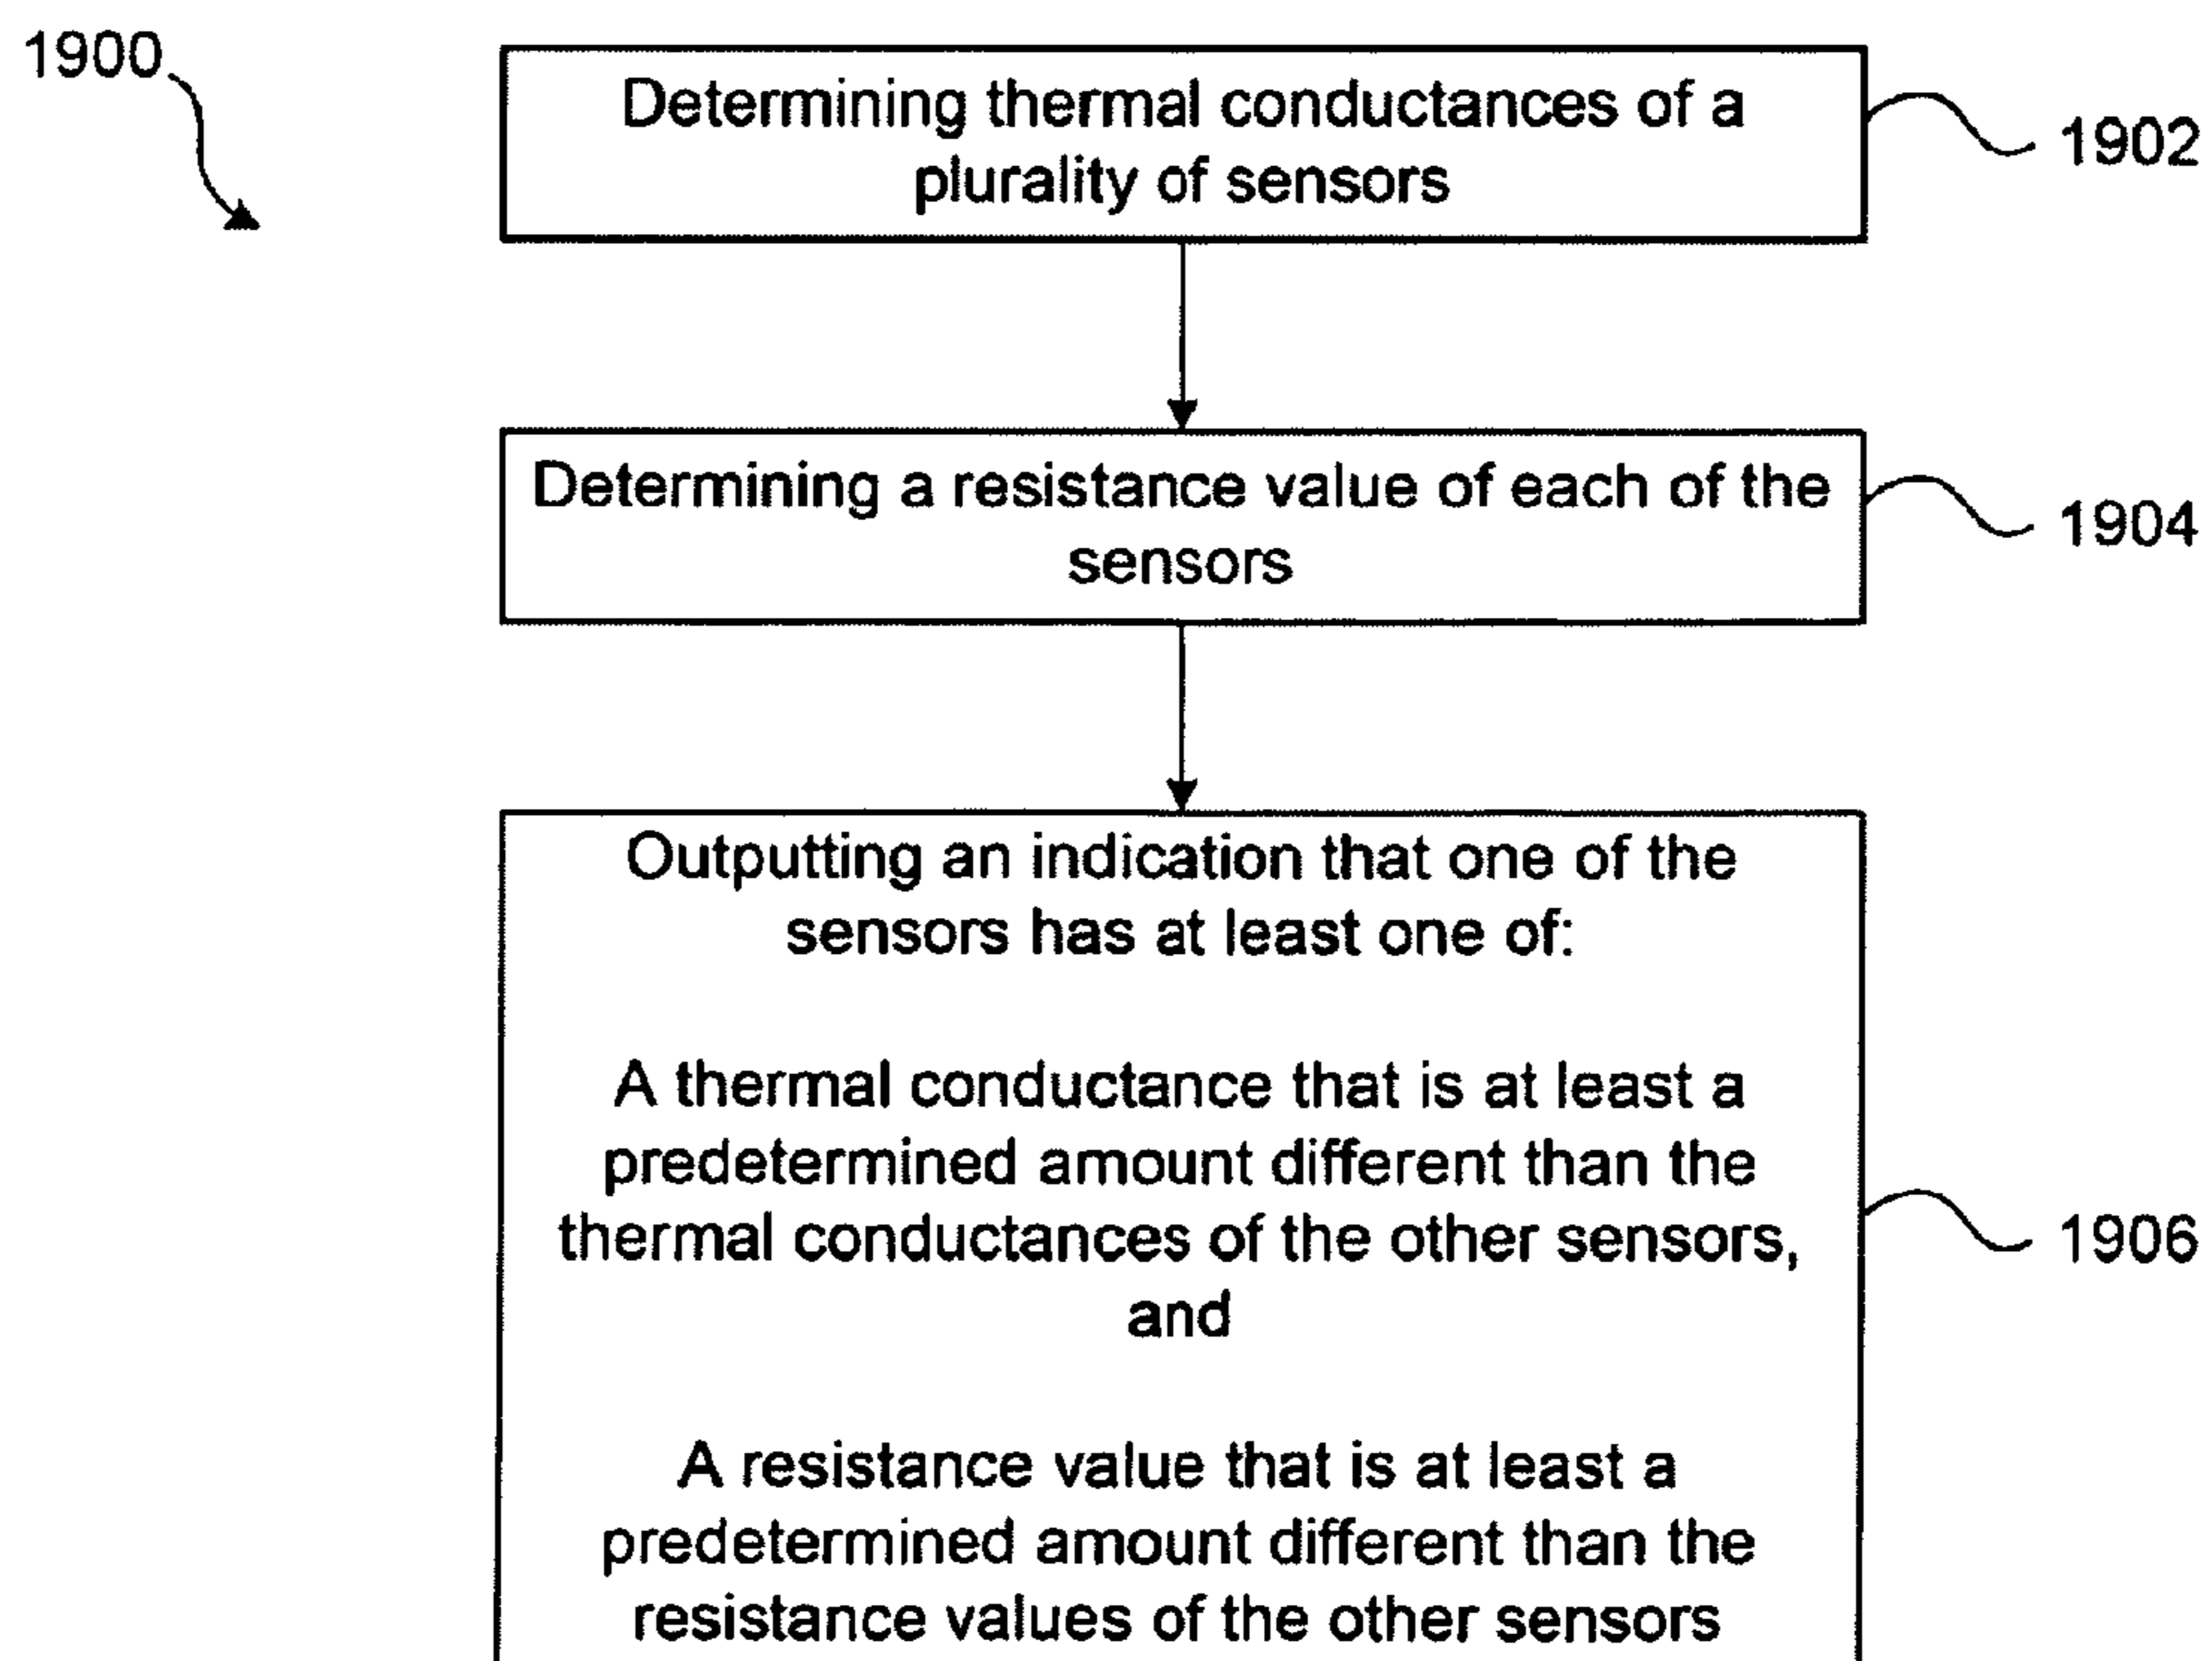 1900
Determining thermal conductances of a
plurality of sensors
1902
Determining a resistance value of each of the
sensors
1904
Outputting an indication that one of the
sensors has at least one of:
A thermal conductance that is at least a
predetermined amount different than the
thermal conductances of the other sensors,
and
A resistance value that is at least a
predetermined amount different than the
resistance values of the other sensors
1906